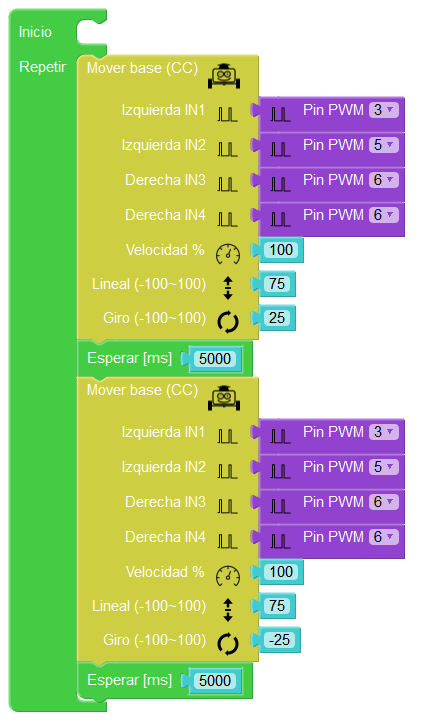 Inicio
Repetir Mover base (CC)
Izquierda IN1 Pin PWM 3
Izquierda IN2 Pin PWM 5
Derecha IN3 Pin PWM 6
Derecha IN4 Pin PWM 6
Velocidad % 100
Lineal (-100~100) 75
Giro (-100~100) 25
Esperar [ms] 5000
Mover base (CC)
Izquierda IN1 Pin PWM 3
Izquierda IN2 Pin PWM 5
Derecha IN3 Pin PWM 6
Derecha IN4 Pin PWM 6
Velocidad % 100
Lineal (-100~100) 75
Giro (-100~100) -25
Esperar [ms] 5000